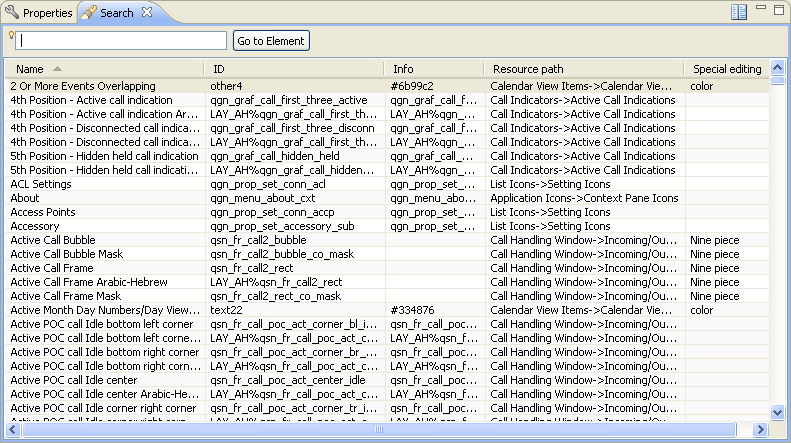 Properties Search
Go to Element
Name ID Info Resource path Special editing
2 Or More Events Overlapping other4 #6b99c2 Calendar View Items->Calendar Vie... color
4th Position - Active call indication qgn_graf_call_first_three_active qgn_graf_call_f... Call Indicators->Active Call Indications
4th Position - Active call indication Ar... LAY_AH%qgn_graf_call_first_th... LAY_AH%qgn_... Call Indicators->Active Call Indications
4th Position - Disconnected call indica... qgn_graf_call_first_three_disconn qgn_graf_call_f... Call Indicators->Active Call Indications
4th Position - Disconnected call indica... LAY_AH%qgn_graf_call_first_th... LAY_AH%qgn_... Call Indicators->Active Call Indications
5th Position - Hidden held call indication qgn_graf_call_hidden_held qgn_graf_call_... Call Indicators->Active Call Indications
5th Position - Hidden held call indicati... LAY_AH%qgn_graf_call_hidden... LAY_AH%qgn_... Call Indicators->Active Call Indications
ACL Settings qgn_prop_set_conn_acl qgn_prop_set_... List Icons->Setting Icons
About qgn_menu_about_cxt qgn_menu_abo... Application Icons->Context Pane Icons
Access Points qgn_prop_set_conn_accp qgn_prop_set_... List Icons->Setting Icons
Accessory qgn_prop_set_accessory_sub qgn_prop_set_... List Icons->Setting Icons
Active Call Bubble qsn_fr_call2_bubble Call Handling Window->Incoming/Ou... Nine piece
Active Call Bubble Mask qsn_fr_call2_bubble_co_mask Call Handling Window->Incoming/Ou... Nine piece
Active Call Frame qsn_fr_call2_rect Call Handling Window->Incoming/Ou... Nine piece
Active Call Frame Arabic-Hebrew LAY_AH%qsn_fr_call2_rect Call Handling Window->Incoming/Ou... Nine piece
Active Call Frame Mask qsn_fr_call2_rect_co_mask Call Handling Window->Incoming/Ou... Nine piece
Active Month Day Numbers/Day View... text22 #334876 Calendar View Items->Calendar Vie... color
Active POC call Idle bottom left corner qsn_fr_call_poc_act_corner_bl_i... qsn_fr_call_poc... Call Handling Window->Incoming/Ou...
Active POC call Idle bottom left corner LAY_AH%qsn_fr_call_poc_act_c... LAY_AH%qsn_f... Call Handling Window->Incoming/Ou...
Active POC call Idle bottom right corner qsn_fr_call_poc_act_corner_br_... qsn_fr_call_poc... Call Handling Window->Incoming/Ou...
Active POC call Idle bottom right corn... LAY_AH%qsn_fr_call_poc_act_c... LAY_AH%qsn_f... Call Handling Window->Incoming/Ou...
Active POC call Idle center qsn_fr_call_poc_act_center_idle qsn_fr_call_poc... Call Handling Window->Incoming/Ou...
Active POC call Idle center Arabic-He... LAY_AH%qsn_fr_call_poc_act_c... LAY_AH%qsn_f... Call Handling Window->Incoming/Ou...
Active POC call Idle corner right corner qsn_fr_call_poc_act_corner_tr_i... qsn_fr_call_poc... Call Handling Window->Incoming/Ou...